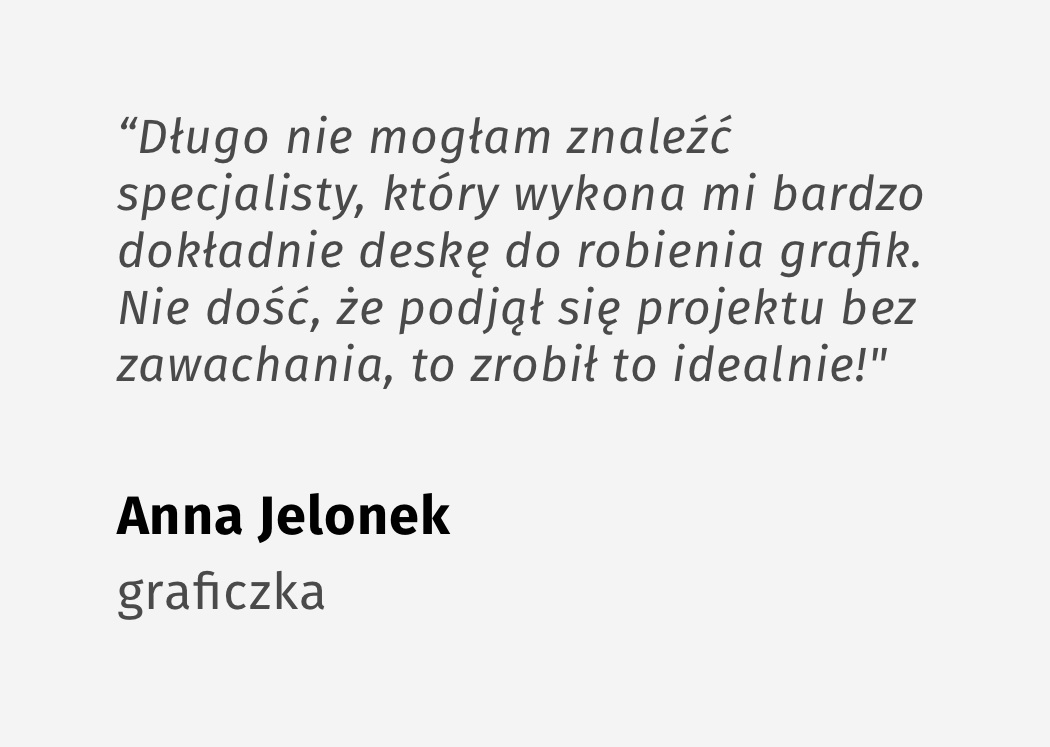 “Długo nie mogłam znaleźć
specjalisty, który wykona mi bardzo
dokładnie deskę do robienia grafik.
Nie dość, że podjął się projektu bez
zawachania, to zrobił to idealnie!"
Anna Jelonek
graficzka